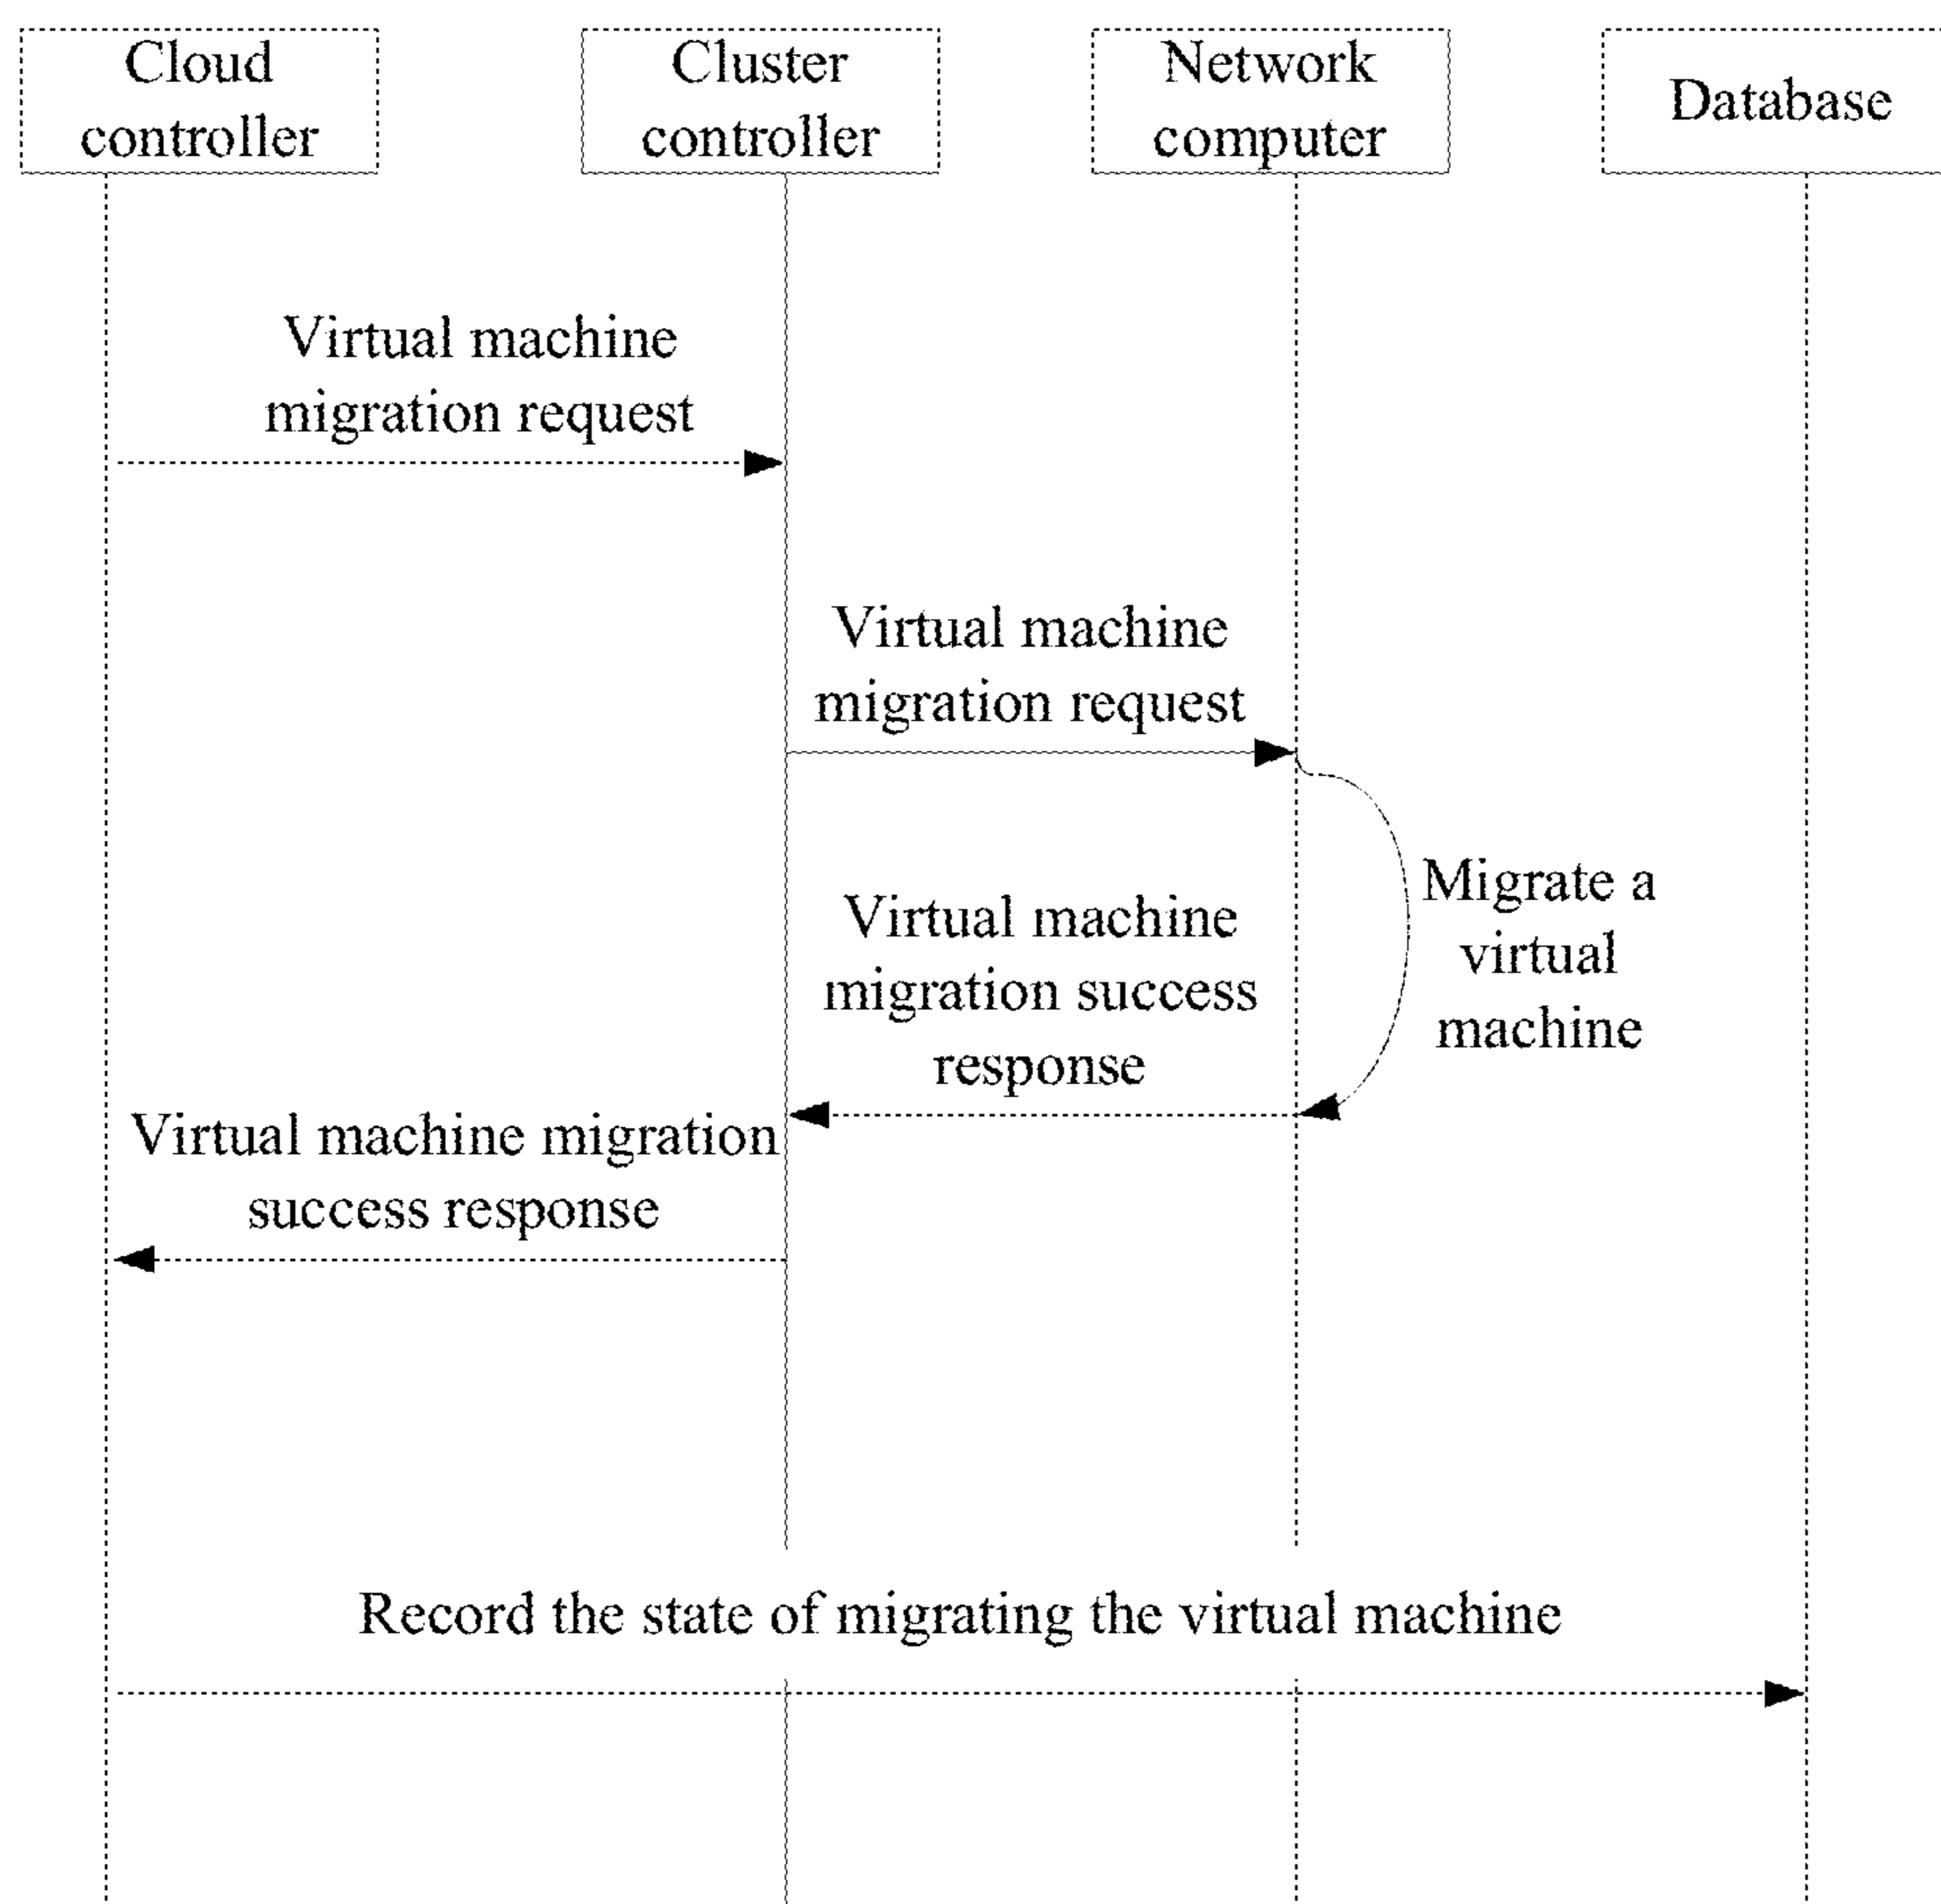 Cloud
controller
Cluster
controller
Network
computer
Database
Virtual machine
migration request
Virtual machine
migration request
Migrate a
virtual
machine
Virtual machine
migration success
response
Virtual machine migration
success response
Record the state of migrating the virtual machine